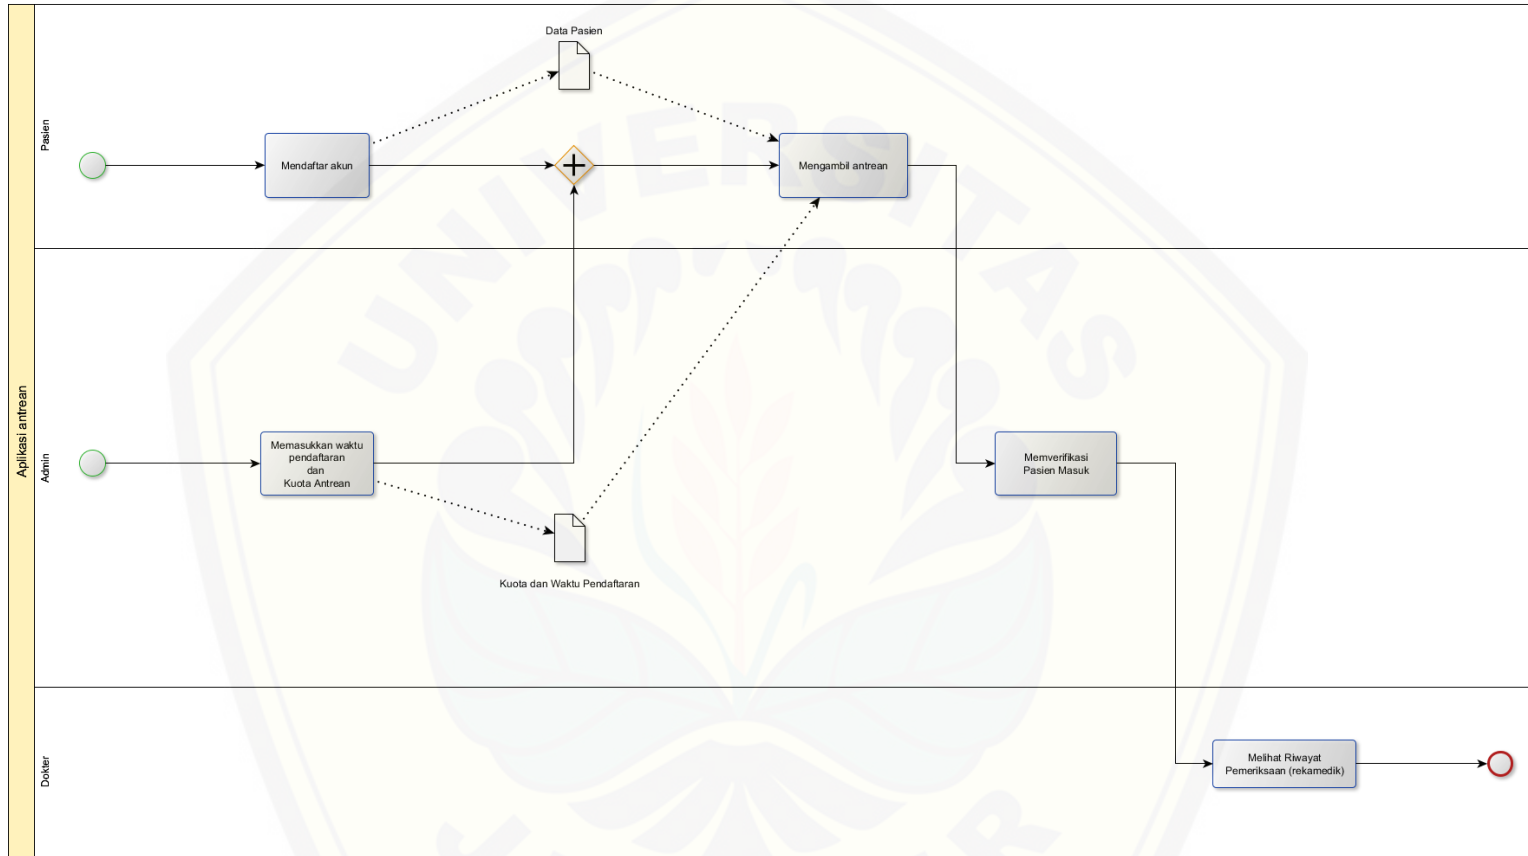 Aplikasi antrean
Pasien
Data Pasien
Mendaftar akun
Mengambil antrean
Admin
Memasukkan waktu
pendaftaran
dan
Kuota Antrean
Kuota dan Waktu Pendaftaran
Memverifikasi
Pasien Masuk
Dokter
Melihat Riwayat
Pemeriksaan (rekamedik)
UNIVERSITAS